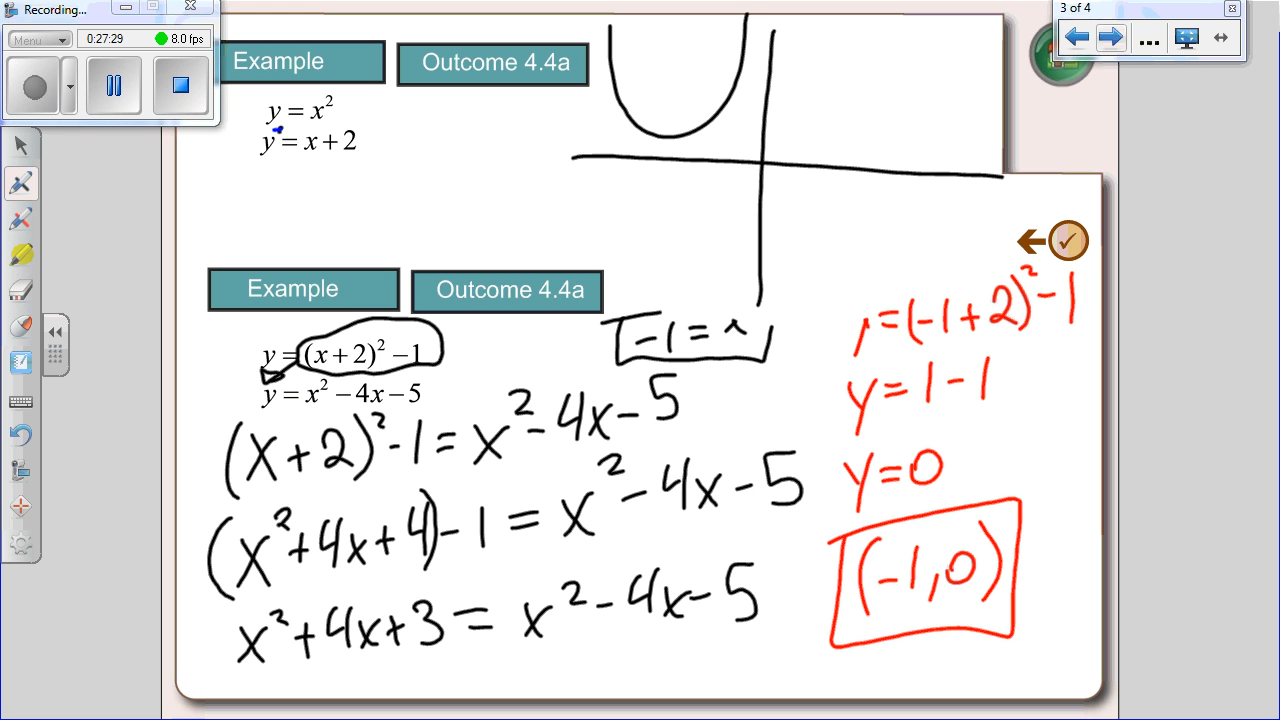 Recording...
Menu
0:27:29
8.0 fps
3 of 4
Example
Outcome 4.4a
y = x²
y = x + 2
Example
Outcome 4.4a
y = (x + 2)² − 1
y = x² − 4x − 5
-1 = x
(x+2)² -1 = x² - 4x - 5
(x² + 4x + 4) - 1 = x² - 4x - 5
x² + 4x + 3 = x² - 4x - 5
y = (-1 + 2)² - 1
y = 1 - 1
y = 0
(-1, 0)